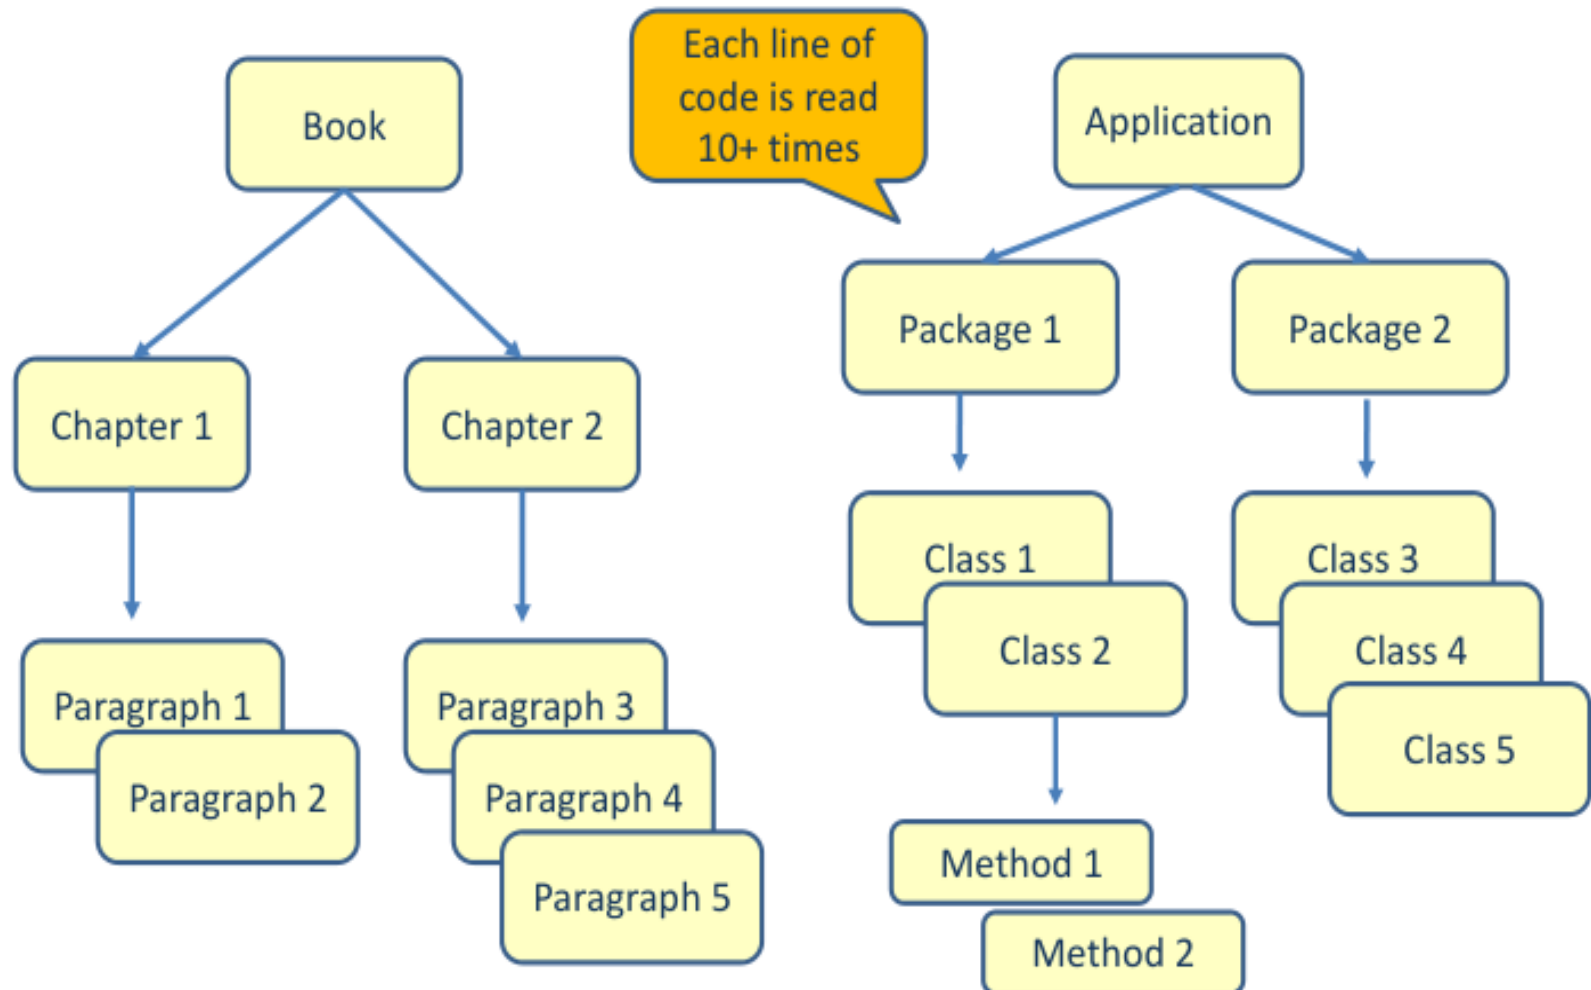 Book
Chapter 1
Chapter 2
Paragraph 1
Paragraph 2
Paragraph 3
Paragraph 4
Paragraph 5
Each line of
code is read
10+ times
Application
Package 1
Package 2
Class 1
Class 2
Class 3
Class 4
Class 5
Method 1
Method 2